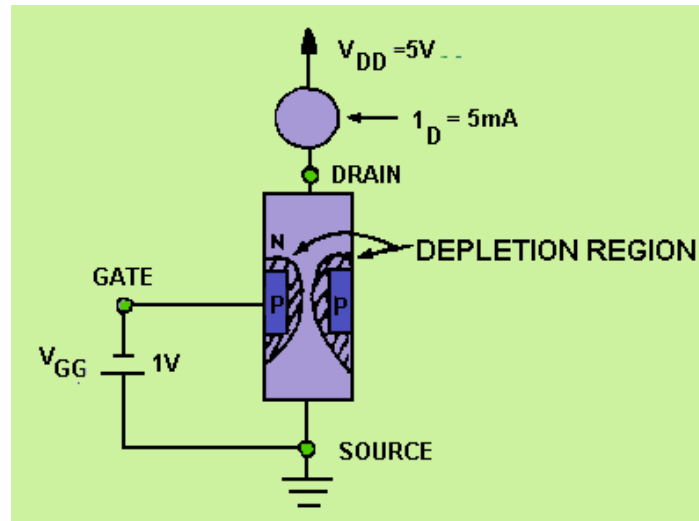 VDD =5V
1D = 5mA
DRAIN
N
DEPLETION REGION
GATE
P
P
VGG
1V
SOURCE